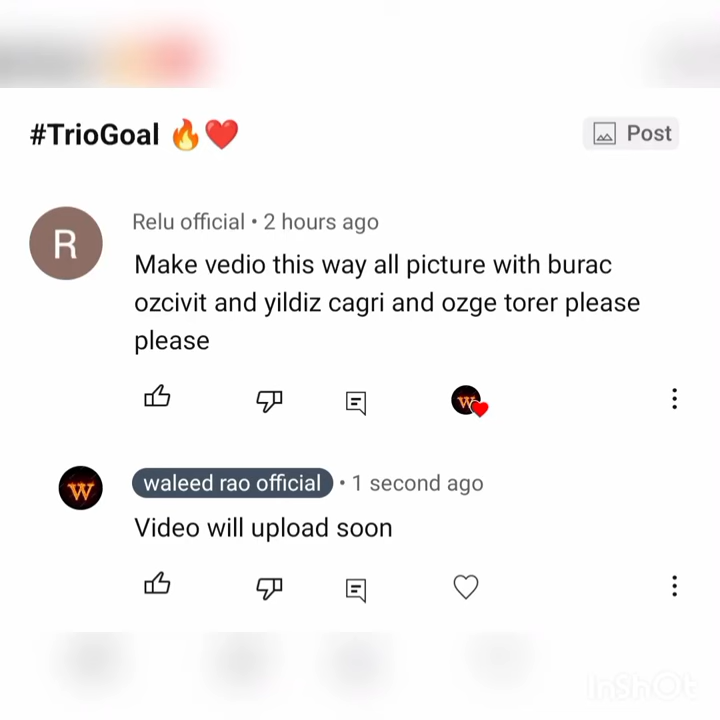 #TrioGoal 🔥❤️
Post
R
Relu official • 2 hours ago
Make vedio this way all picture with burac
ozcivit and yildiz cagri and ozge torer please
please
W
W
waleed rao official • 1 second ago
Video will upload soon
InShOt